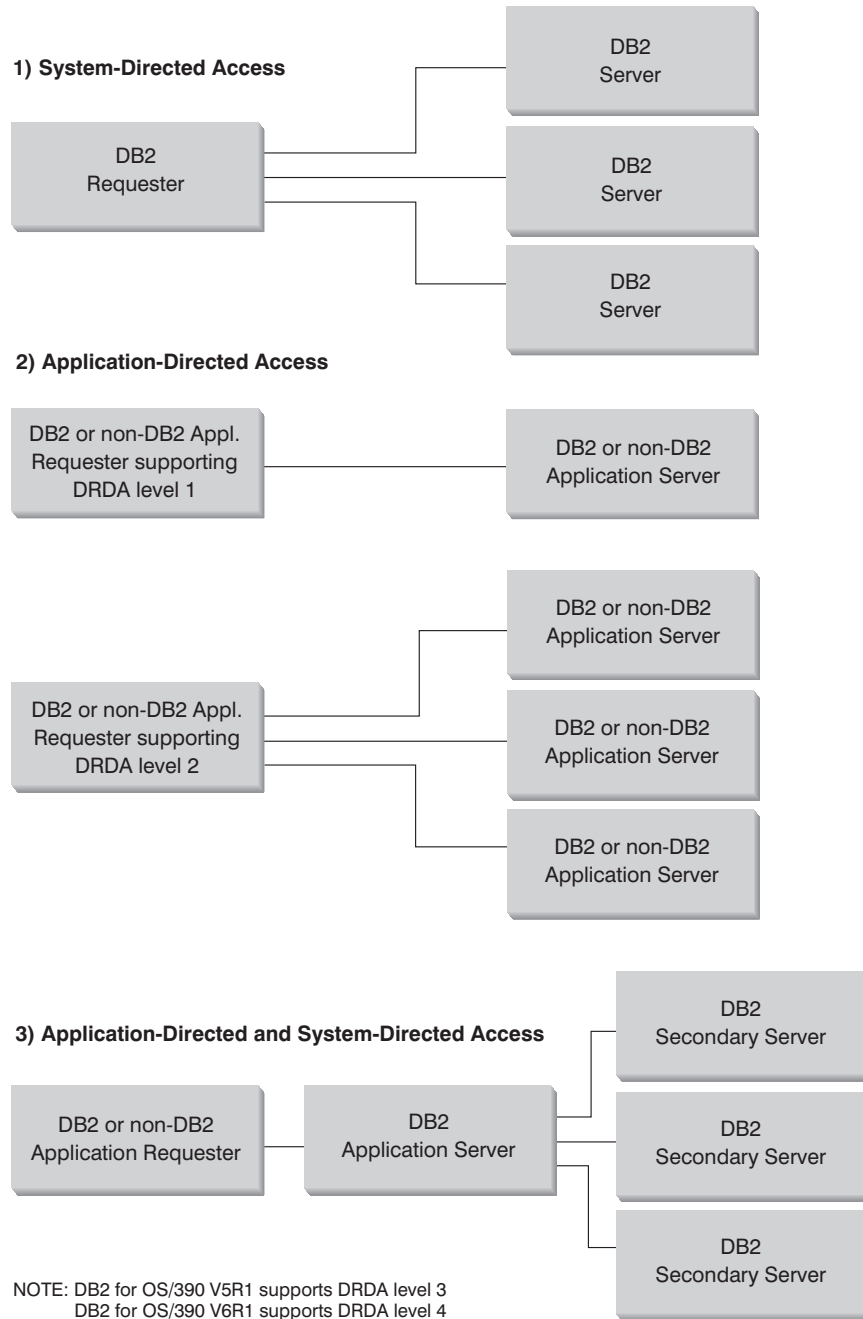 1) System-Directed Access
DB2
Requester
DB2
Server
DB2
Server
DB2
Server
2) Application-Directed Access
DB2 or non-DB2 Appl.
Requester supporting
DRDA level 1
DB2 or non-DB2
Application Server
DB2 or non-DB2 Appl.
Requester supporting
DRDA level 2
DB2 or non-DB2
Application Server
DB2 or non-DB2
Application Server
DB2 or non-DB2
Application Server
3) Application-Directed and System-Directed Access
DB2 or non-DB2
Application Requester
DB2
Application Server
DB2
Secondary Server
DB2
Secondary Server
DB2
Secondary Server
NOTE: DB2 for OS/390 V5R1 supports DRDA level 3
DB2 for OS/390 V6R1 supports DRDA level 4